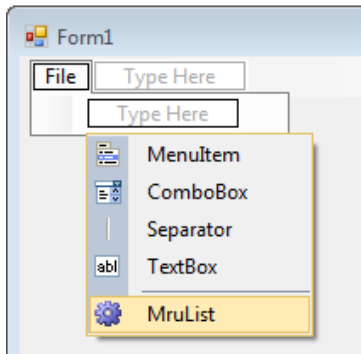 Form1
File Type Here
Type Here
MenuItem
ComboBox
Separator
abl TextBox
MruList